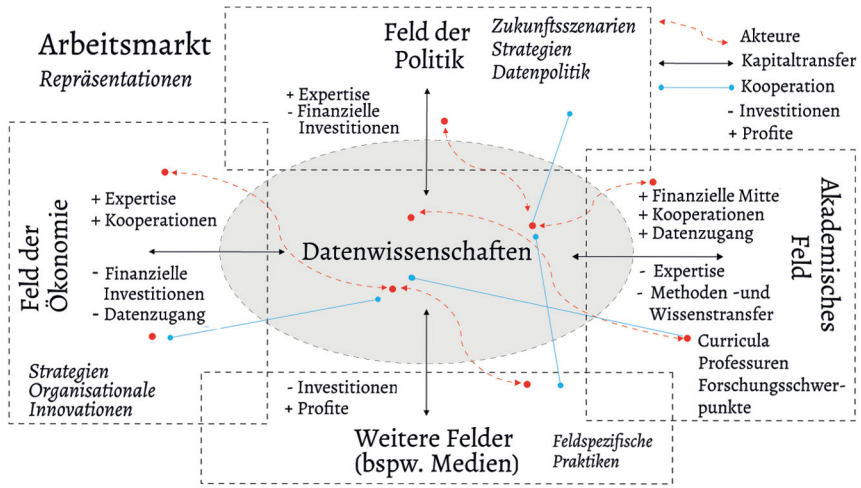 Arbeitsmarkt
Repräsentationen
Feld der
Politik
Zukunftsszenarien
Strategien
Datenpolitik
Akteure
Kapitaltransfer
Kooperation
- Investitionen
+ Profite
+ Expertise
- Finanzielle
Investitionen
Feld der
Ökonomie
+ Expertise
+ Kooperationen
- Finanzielle
Investitionen
- Datenzugang
Strategien
Organisationale
Innovationen
Datenwissenschaften
+ Finanzielle Mitte
+ Kooperationen
+ Datenzugang
- Expertise
- Methoden -und
Wissenstransfer
Curricula
Professuren
Forschungsschwer-
punkte
Akademisches
Feld
- Investitionen
+ Profite
Weitere Felder
(bspw. Medien)
Feldspezifische
Praktiken